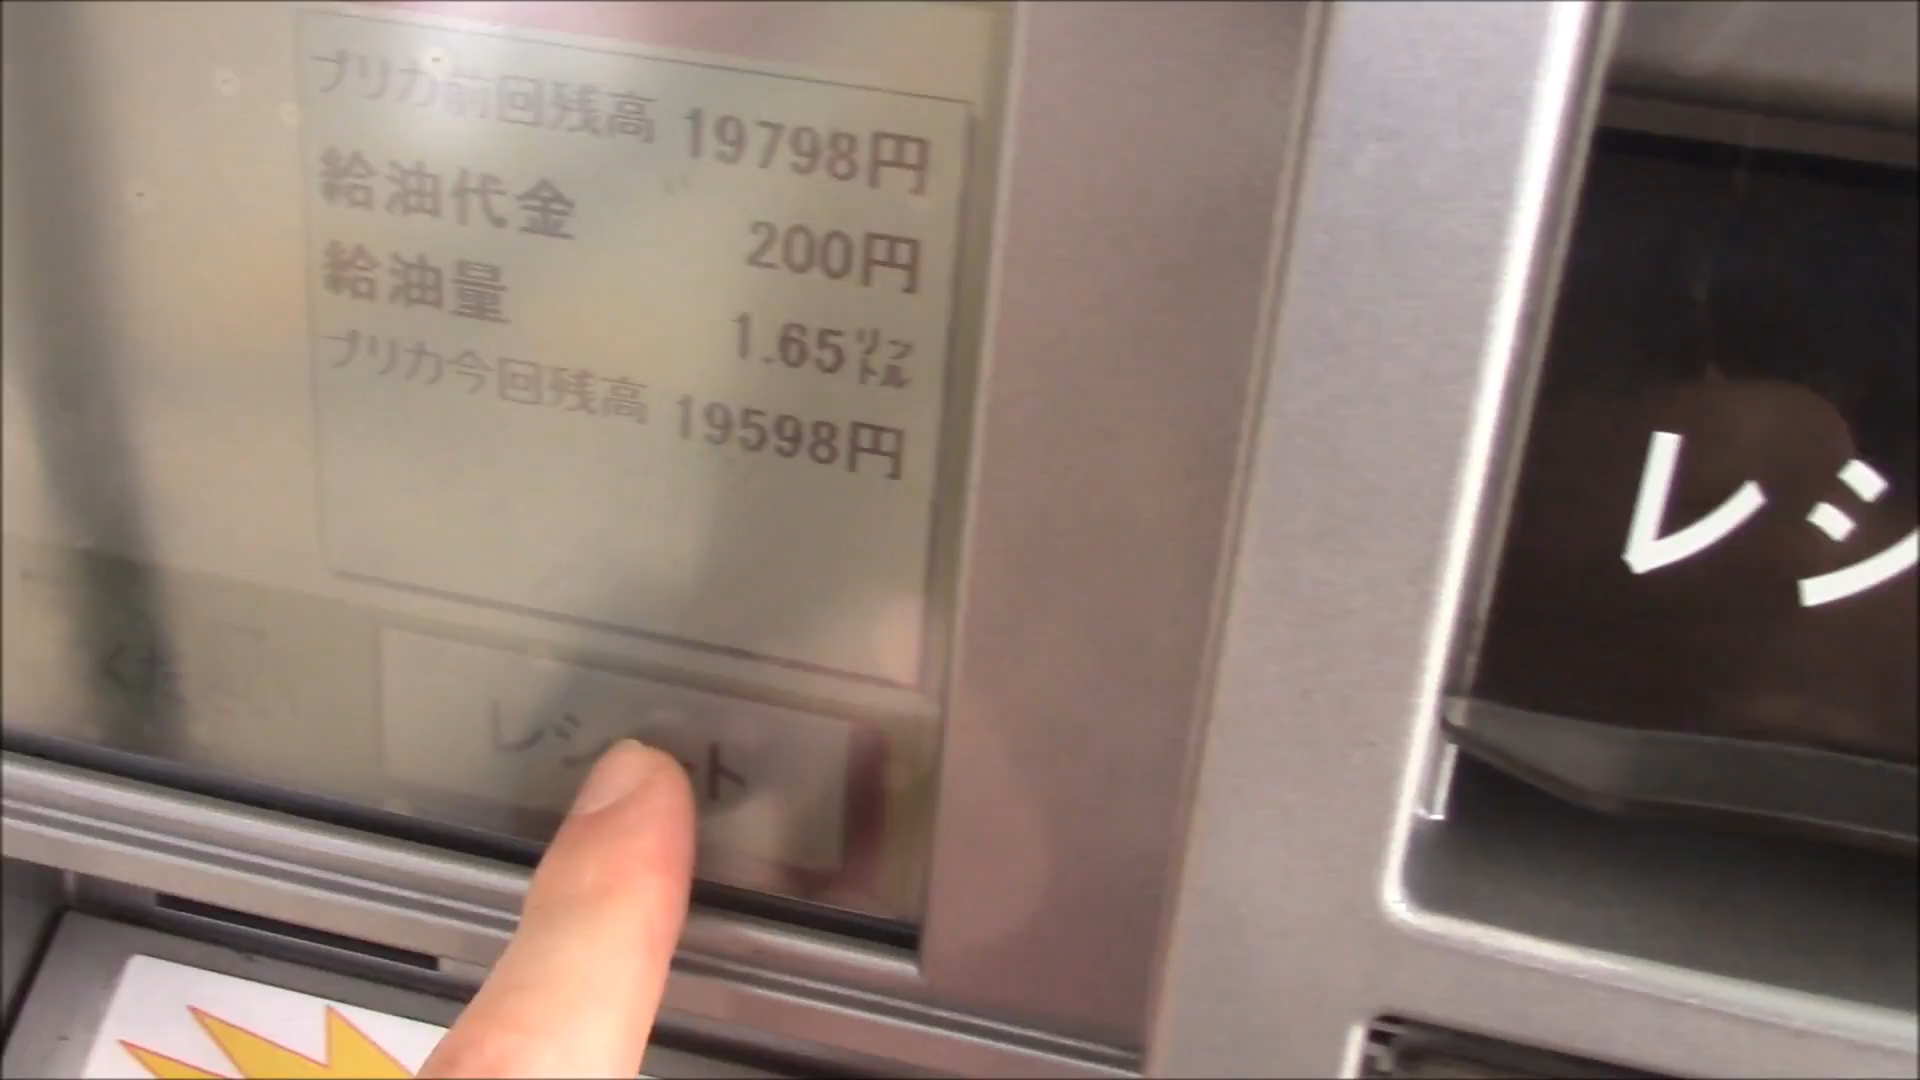 プリカ前回残高 19798円
給油代金 200円
給油量 1.65リットル
プリカ今回残高 19598円
レシート
レシ